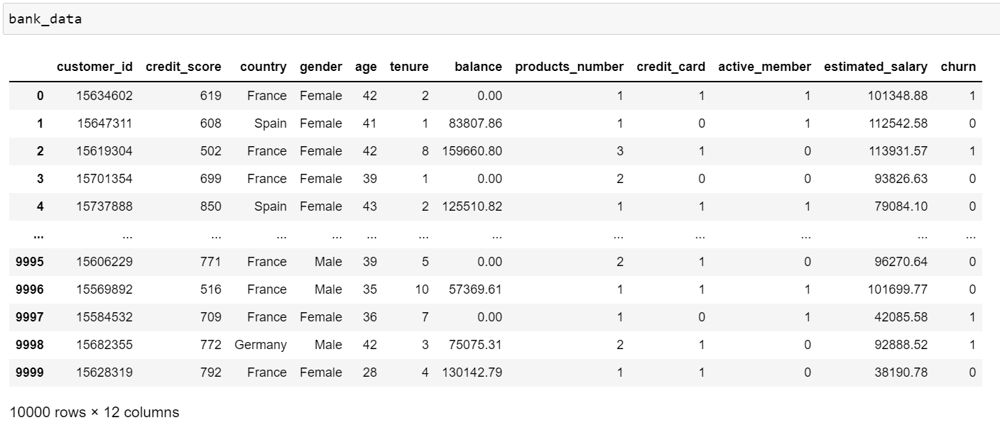 bank_data
customer_id credit_score country gender age tenure balance products_number credit_card active_member estimated_salary churn
0 15634602 619 France Female 42 2 0.00 1 1 1 101348.88 1
1 15647311 608 Spain Female 41 1 83807.86 1 0 1 112542.58 0
2 15619304 502 France Female 42 8 159660.80 3 1 0 113931.57 1
3 15701354 699 France Female 39 1 0.00 2 0 0 93826.63 0
4 15737888 850 Spain Female 43 2 125510.82 1 1 1 79084.10 0
... ... ... ... ... ... ... ... ... ... ... ... ...
9995 15606229 771 France Male 39 5 0.00 2 1 0 96270.64 0
9996 15569892 516 France Male 35 10 57369.61 1 1 1 101699.77 0
9997 15584532 709 France Female 36 7 0.00 1 0 1 42085.58 1
9998 15682355 772 Germany Male 42 3 75075.31 2 1 0 92888.52 1
9999 15628319 792 France Female 28 4 130142.79 1 1 0 38190.78 0
10000 rows × 12 columns